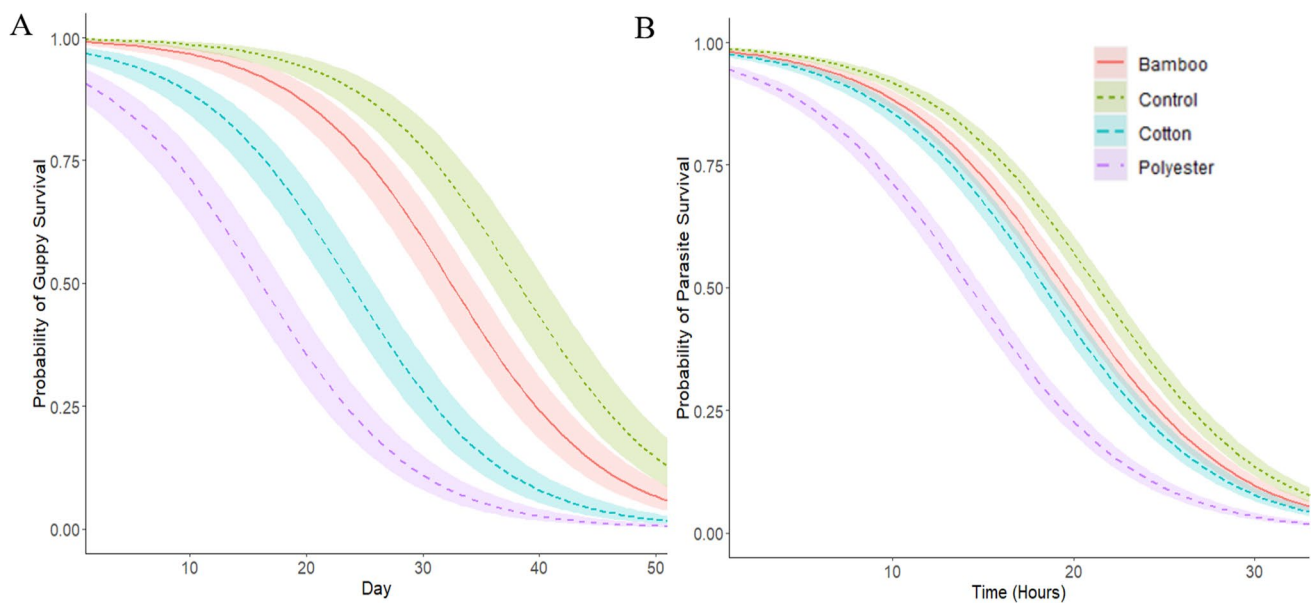 A
Probability of Guppy Survival
1.00
0.75
0.50
0.25
0.00
10 20 30 40 50
Day
B
Probability of Parasite Survival
1.00
0.75
0.50
0.25
0.00
10 20 30
Time (Hours)
Bamboo
Control
Cotton
Polyester